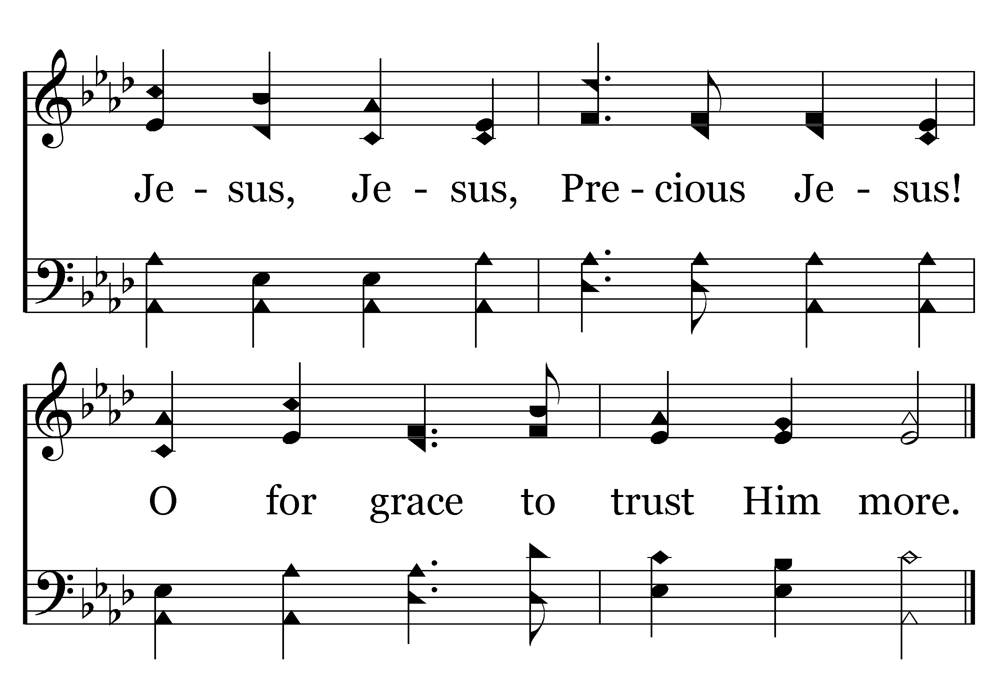 Je - sus, Je - sus, Pre - cious Je - sus!
O for grace to trust Him more.